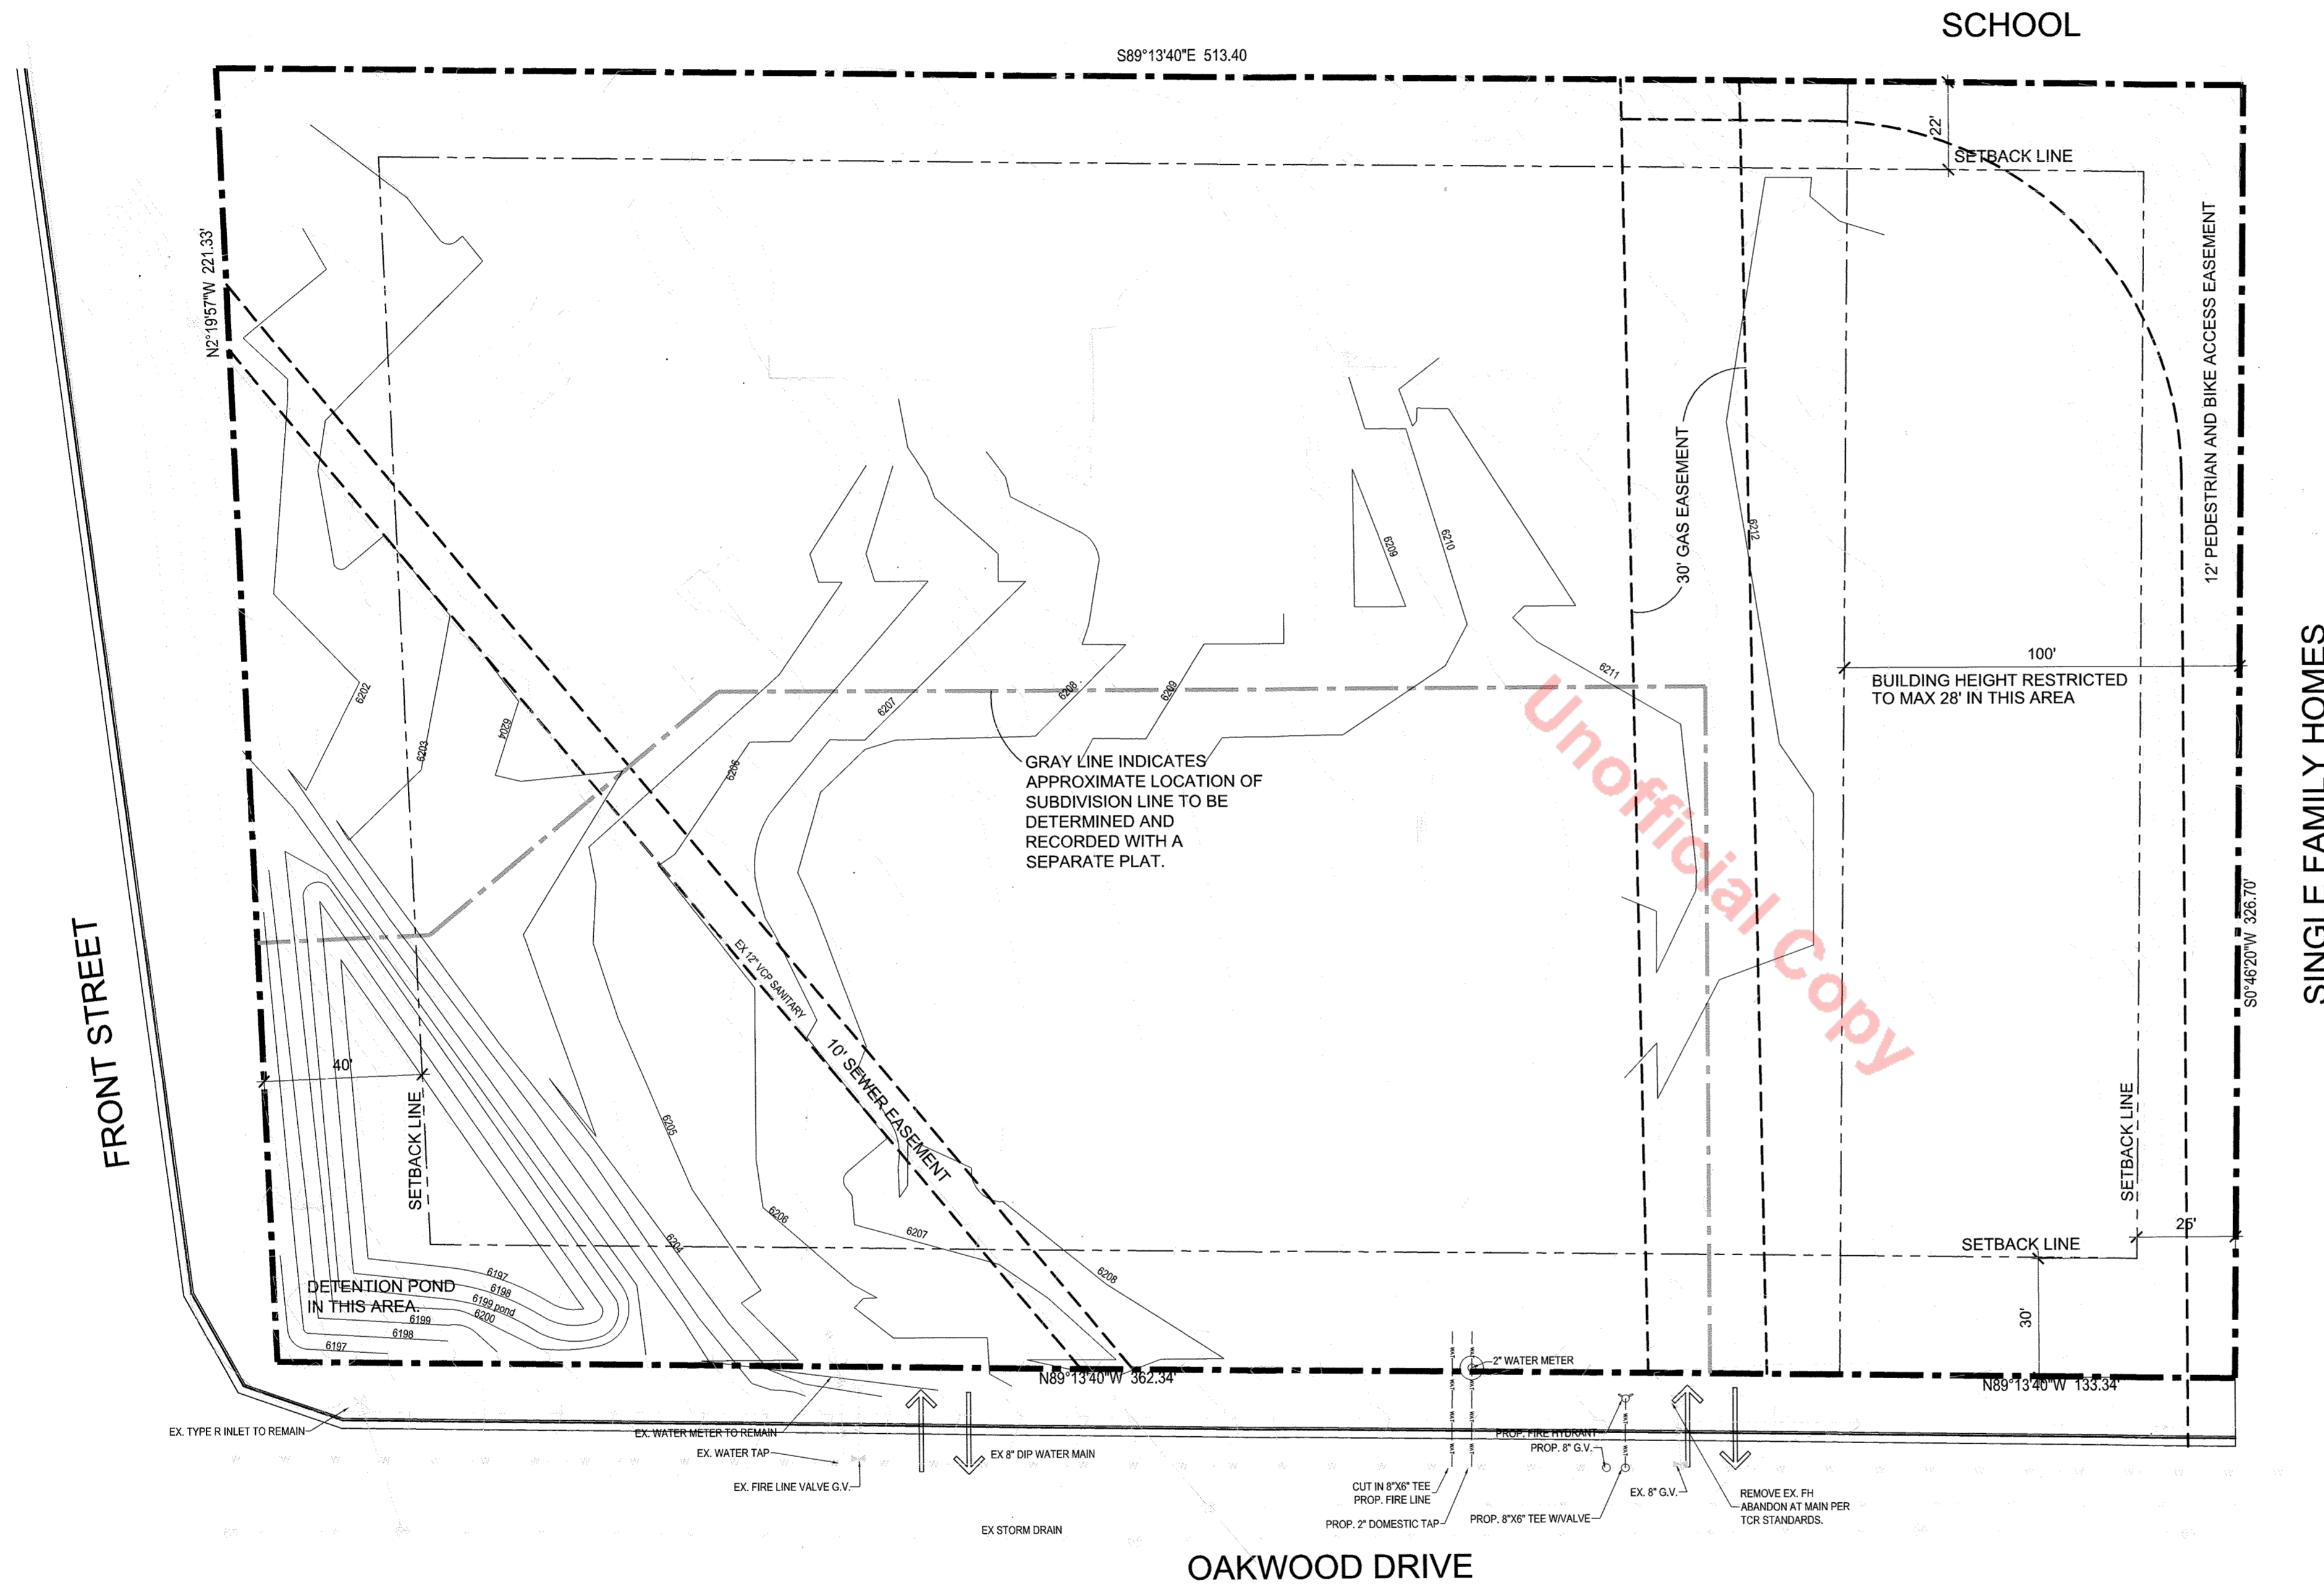 SCHOOL
S89°13'40"E 513.40
22'
SETBACK LINE
N2°19'57"W 221.33'
12' PEDESTRIAN AND BIKE ACCESS EASEMENT
30' GAS EASEMENT
6212
6209
6210
6211
100'
BUILDING HEIGHT RESTRICTED
TO MAX 28' IN THIS AREA
SINGLE FAMILY HOMES
6202
6203
6204
6206
6207
6208
6209
GRAY LINE INDICATES
APPROXIMATE LOCATION OF
SUBDIVISION LINE TO BE
DETERMINED AND
RECORDED WITH A
SEPARATE PLAT.
Unofficial Copy
S0°46'20"W 326.70'
FRONT STREET
EX 12" VCP SANITARY
10' SEWER EASEMENT
40'
SETBACK LINE
SETBACK LINE
6205
6206
6204
6207
6208
25'
SETBACK LINE
30'
DETENTION POND
IN THIS AREA.
6197
6198
6199 pond
6200
6199
6198
6197
N89°13'40"W 362.34'
2" WATER METER
N89°13'40"W 133.34'
WAT
WAT
WAT
WAT
WAT
WAT
WAT
WAT
EX. TYPE R INLET TO REMAIN
EX. WATER METER TO REMAIN
EX. WATER TAP
EX 8" DIP WATER MAIN
EX. FIRE LINE VALVE G.V.
PROP. FIRE HYDRANT
PROP. 8" G.V.
CUT IN 8"X6" TEE
PROP. FIRE LINE
PROP. 2" DOMESTIC TAP
PROP. 8"X6" TEE W/VALVE
EX. 8" G.V.
REMOVE EX. FH
ABANDON AT MAIN PER
TCR STANDARDS.
EX STORM DRAIN
OAKWOOD DRIVE